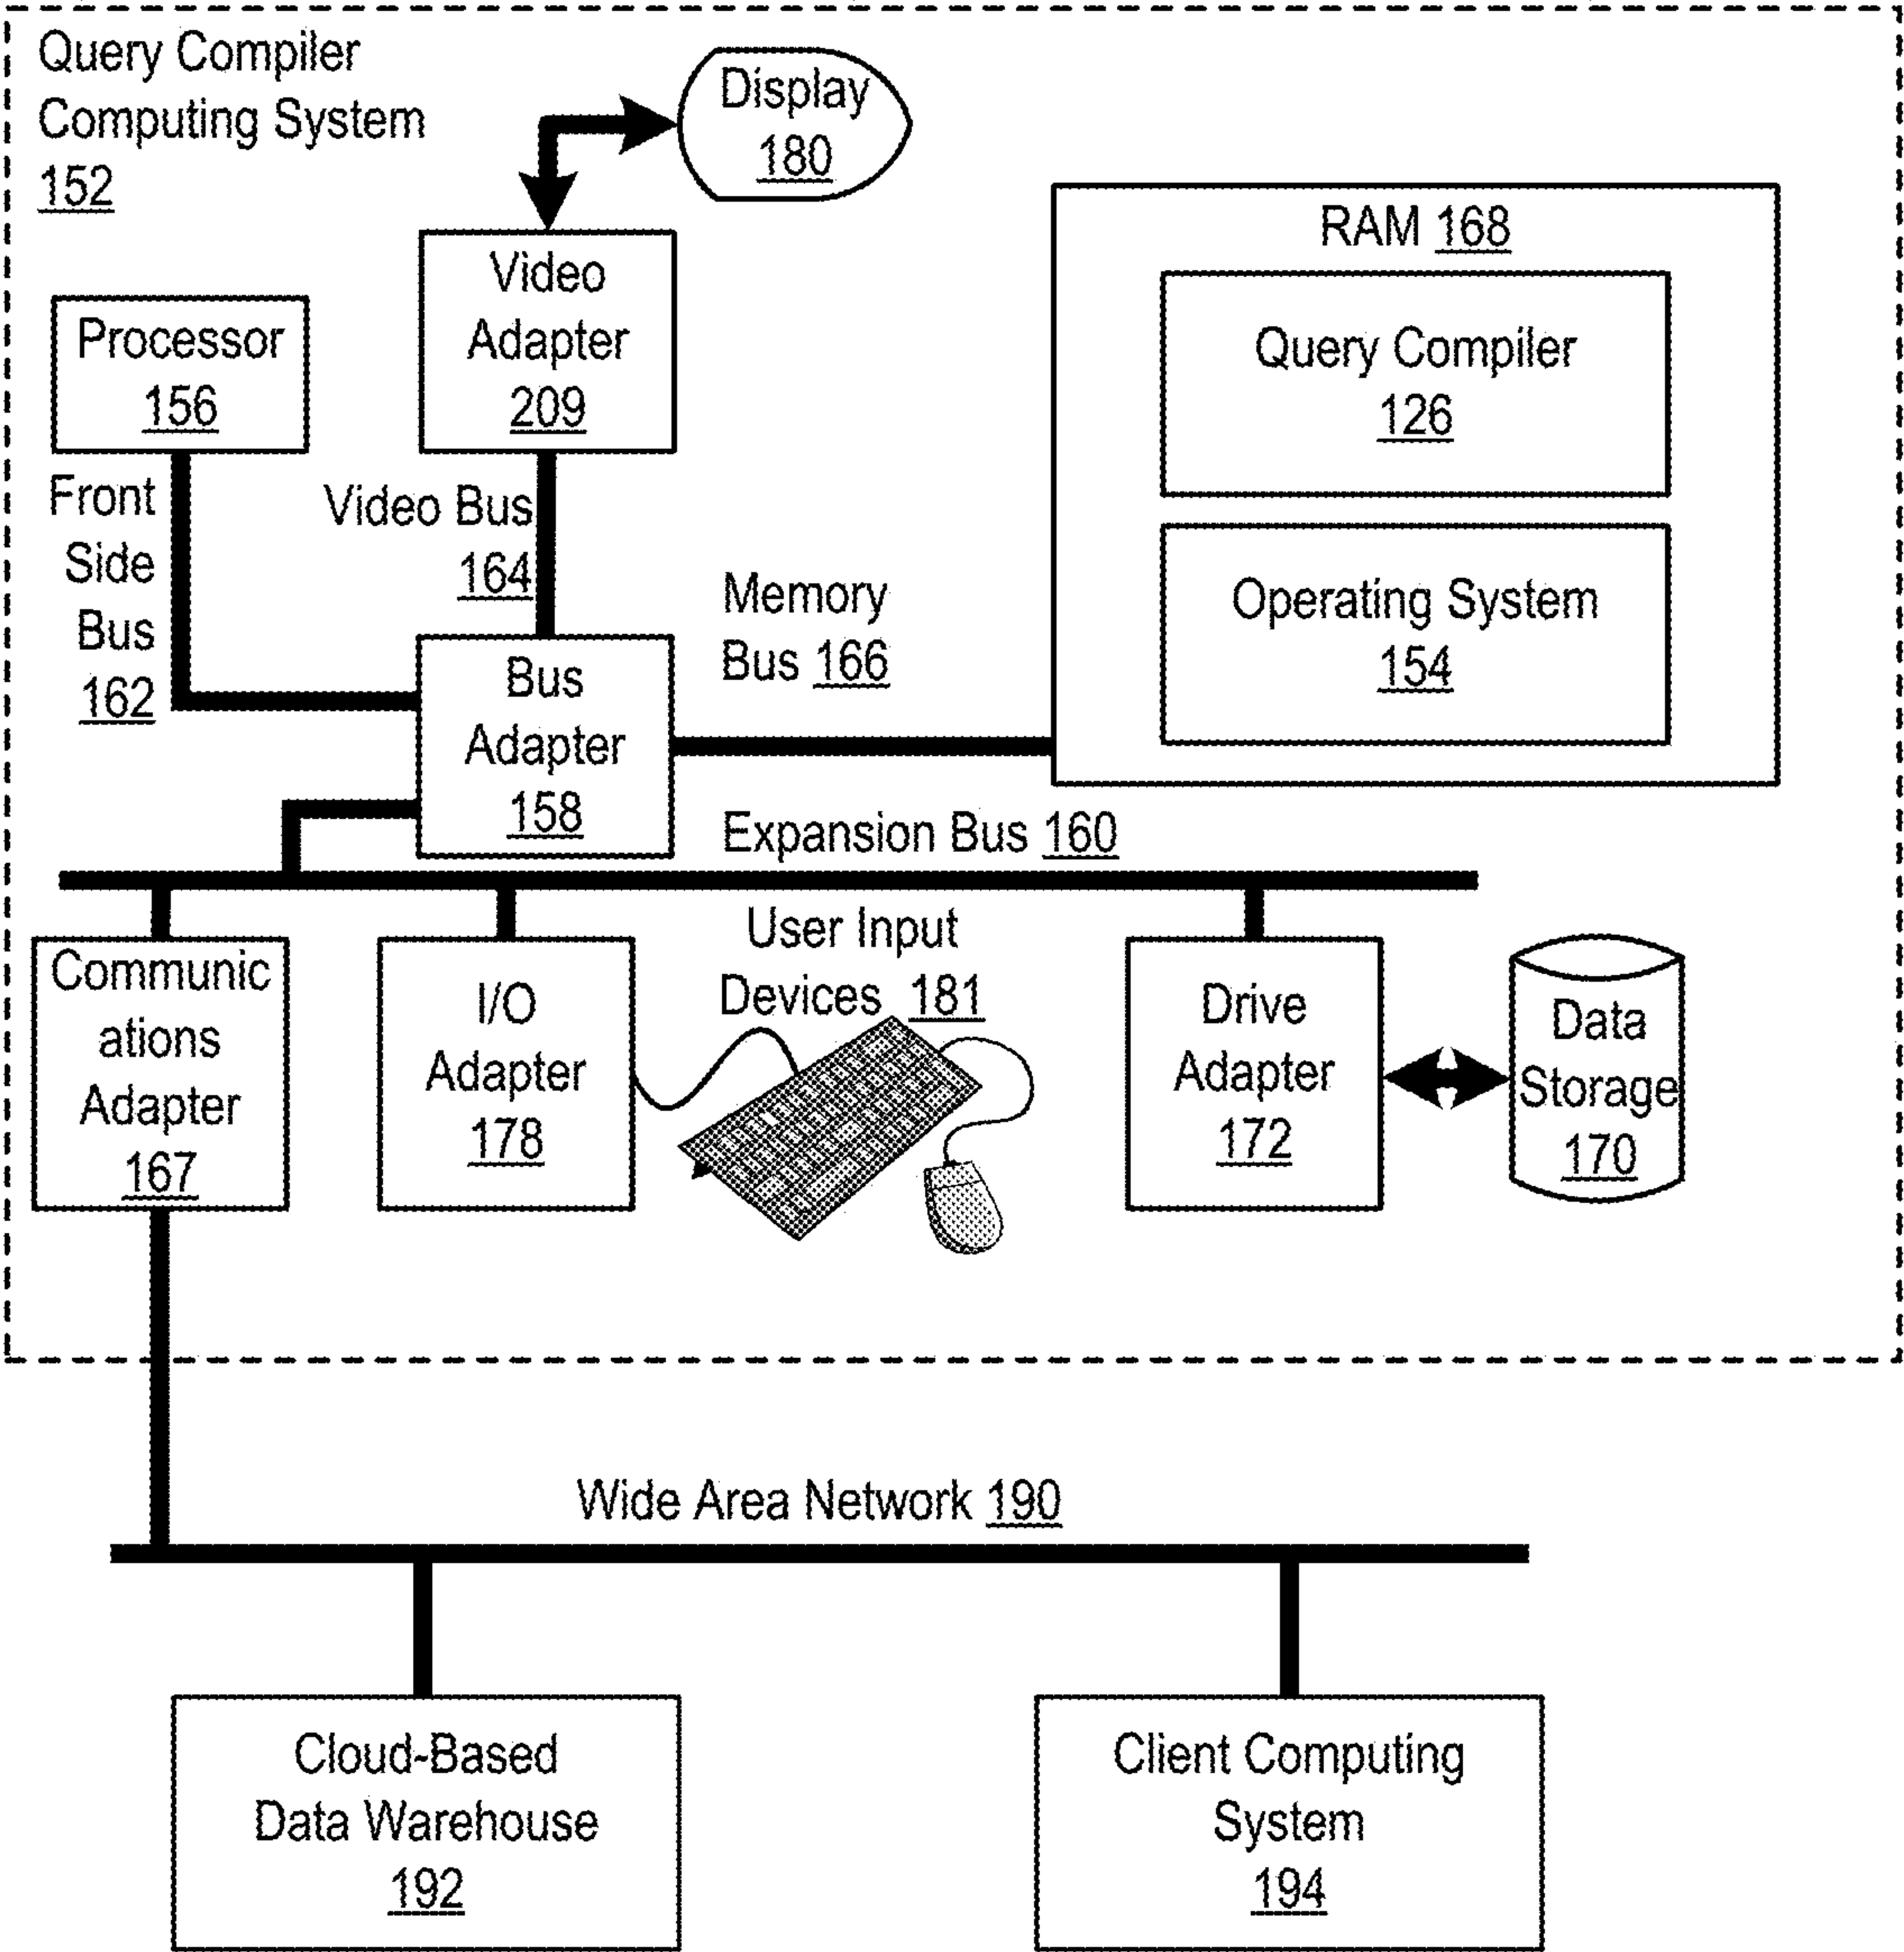 Query Compiler
Computing System
152
Display
180
RAM 168
Video
Adapter
209
Processor
156
Query Compiler
126
Front
Side
Bus
162
Video Bus
164
Memory
Bus 166
Operating System
154
Bus
Adapter
158
Expansion Bus 160
Communic
ations
Adapter
167
I/O
Adapter
178
User Input
Devices 181
Drive
Adapter
172
Data
Storage
170
Wide Area Network 190
Cloud-Based
Data Warehouse
192
Client Computing
System
194